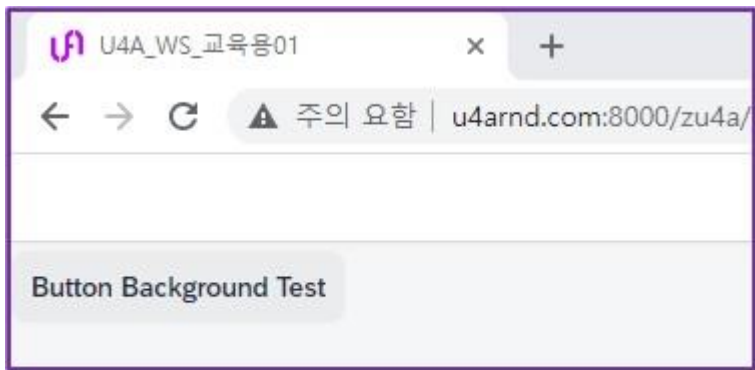 U4A_WS_교육용01
주의 요함 | u4arnd.com:8000/zu4a/
Button Background Test